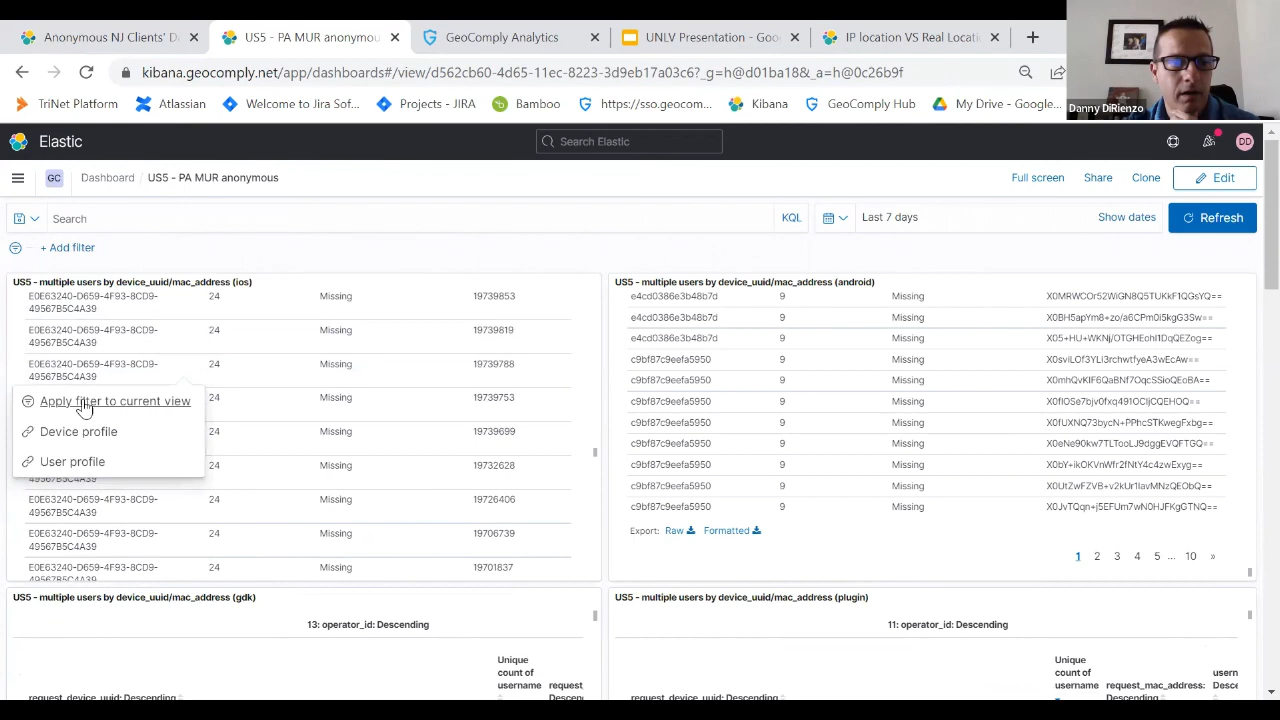 Anonymous NJ Clients' D
US5 - PA MUR anonymou
GeoComply Analytics
UNLV Presentation - Goo
IP location VS Real Locati
kibana.geocomply.net/app/dashboards#/view/d562cb60-4d65-11ec-8223-3d9eb17a03c6?_g=h@d01ba18&_a=h@0c26b9f
TriNet Platform
Atlassian
Welcome to Jira Sof...
Projects - JIRA
Bamboo
https://sso.geocom...
Kibana
GeoComply Hub
My Drive - Google...
Danny DiRienzo
Elastic
Search Elastic
DD
GC
Dashboard
US5 - PA MUR anonymous
Full screen
Share
Clone
Edit
Search
KQL
Last 7 days
Show dates
Refresh
+ Add filter
US5 - multiple users by device_uuid/mac_address (ios)
E0E63240-D659-4F93-8CD9-
49567B5C4A39
24 Missing 19739853
E0E63240-D659-4F93-8CD9-
49567B5C4A39
24 Missing 19739819
E0E63240-D659-4F93-8CD9-
49567B5C4A39
24 Missing 19739788
24 Missing 19739753
24 Missing 19739699
24 Missing 19732628
Apply filter to current view
Device profile
User profile
49567B5C4A39
E0E63240-D659-4F93-8CD9-
49567B5C4A39
24 Missing 19726406
E0E63240-D659-4F93-8CD9-
49567B5C4A39
24 Missing 19706739
E0E63240-D659-4F93-8CD9-
49567B5C4A39
24 Missing 19701837
US5 - multiple users by device_uuid/mac_address (android)
e4cd0386e3b48b7d 9 Missing X0MRWCOr52WiGN8Q5TUKkF1QGsYQ==
e4cd0386e3b48b7d 9 Missing
e4cd0386e3b48b7d 9 Missing
c9bf87c9eefa5950 9 Missing
c9bf87c9eefa5950 9 Missing
c9bf87c9eefa5950 9 Missing
c9bf87c9eefa5950 9 Missing
c9bf87c9eefa5950 9 Missing
c9bf87c9eefa5950 9 Missing
c9bf87c9eefa5950 9 Missing
c9bf87c9eefa5950 9 Missing
Export: Raw Formatted
1 2 3 4 5 ... 10 »
US5 - multiple users by device_uuid/mac_address (gdk)
13: operator_id: Descending
Unique
count of
username
request_device_uuid: Descending
request
Descen
US5 - multiple users by device_uuid/mac_address (plugin)
11: operator_id: Descending
Unique
count of
username
request_device_uuid: Descending
request_mac_address:
Descending
usern
Desce